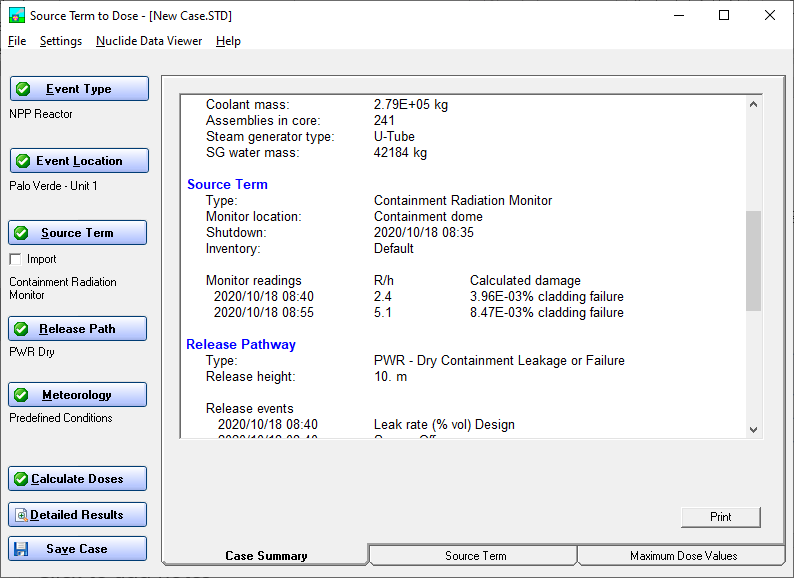 Source Term to Dose - [New Case.STD]
File Settings Nuclide Data Viewer Help
Event Type
NPP Reactor
Event Location
Palo Verde - Unit 1
Source Term
Import
Containment Radiation
Monitor
Release Path
PWR Dry
Meteorology
Predefined Conditions
Calculate Doses
Detailed Results
Save Case
Coolant mass: 2.79E+05 kg
Assemblies in core: 241
Steam generator type: U-Tube
SG water mass: 42184 kg
Source Term
Type: Containment Radiation Monitor
Monitor location: Containment dome
Shutdown: 2020/10/18 08:35
Inventory: Default
Monitor readings R/h Calculated damage
2020/10/18 08:40 2.4 3.96E-03% cladding failure
2020/10/18 08:55 5.1 8.47E-03% cladding failure
Release Pathway
Type: PWR - Dry Containment Leakage or Failure
Release height: 10. m
Release events
2020/10/18 08:40 Leak rate (% vol) Design
Print
Case Summary Source Term Maximum Dose Values